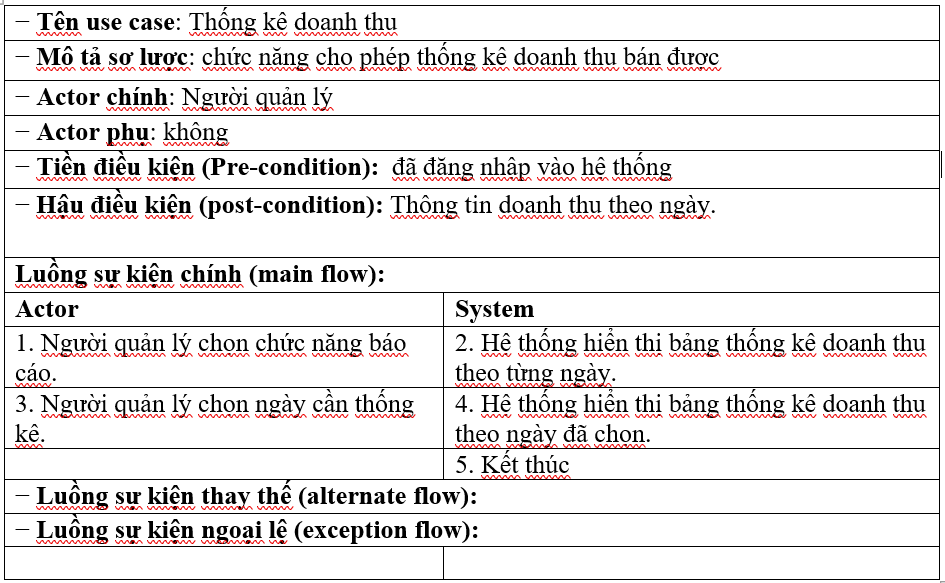 − Tên use case: Thống kê doanh thu
− Mô tả sơ lược: chức năng cho phép thống kê doanh thu bán được
− Actor chính: Người quản lý
− Actor phụ: không
− Tiền điều kiện (Pre-condition): đã đăng nhập vào hệ thống
− Hậu điều kiện (post-condition): Thông tin doanh thu theo ngày.
Luồng sự kiện chính (main flow):
Actor
System
1. Người quản lý chọn chức năng báo
cáo.
2. Hệ thống hiển thị bảng thống kê doanh thu
theo từng ngày.
3. Người quản lý chọn ngày cần thống
kê.
4. Hệ thống hiển thị bảng thống kê doanh thu
theo ngày đã chọn.
5. Kết thúc
− Luồng sự kiện thay thế (alternate flow):
− Luồng sự kiện ngoại lệ (exception flow):